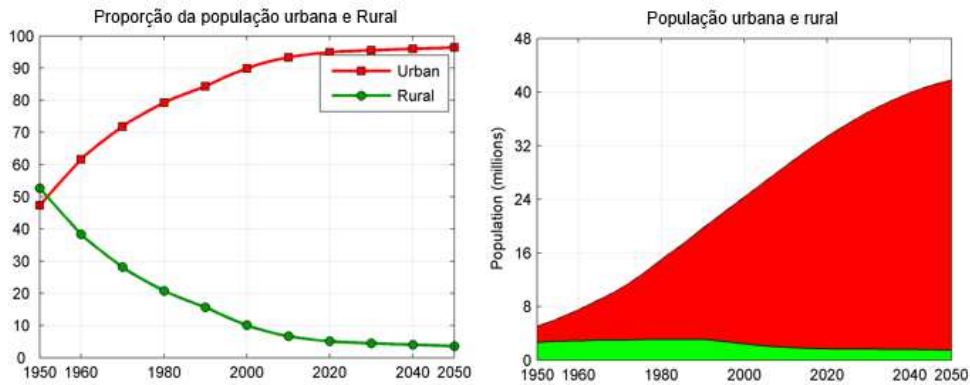 Proporção da população urbana e Rural
100
90
80
70
60
50
40
30
20
10
0
1950 1960 1980 2000 2020 2040 2050
Urban
Rural
População urbana e rural
Population (millions)
48
40
32
24
16
8
0
1950 1960 1980 2000 2020 2040 2050